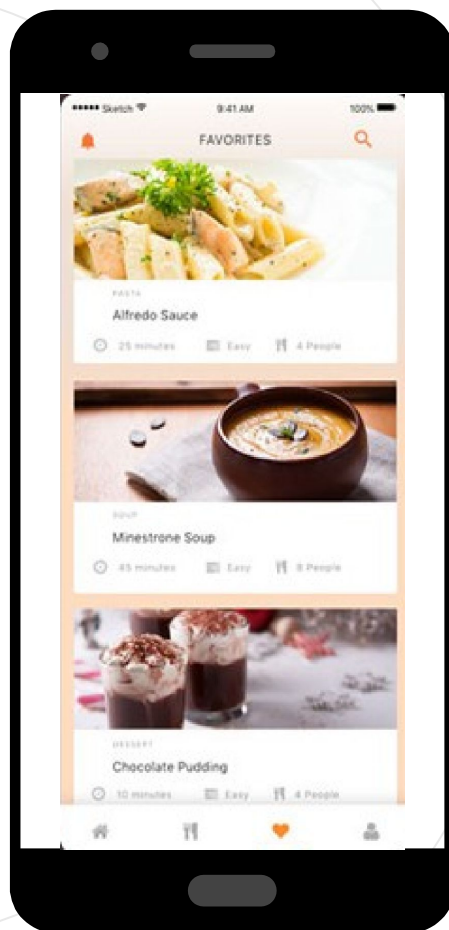 Sketch 9:41 AM 100%
FAVORITES
PASTA
Alfredo Sauce
25 minutes Easy 4 People
SOUP
Minestrone Soup
45 minutes Easy 8 People
DESSERT
Chocolate Pudding
10 minutes Easy 4 People